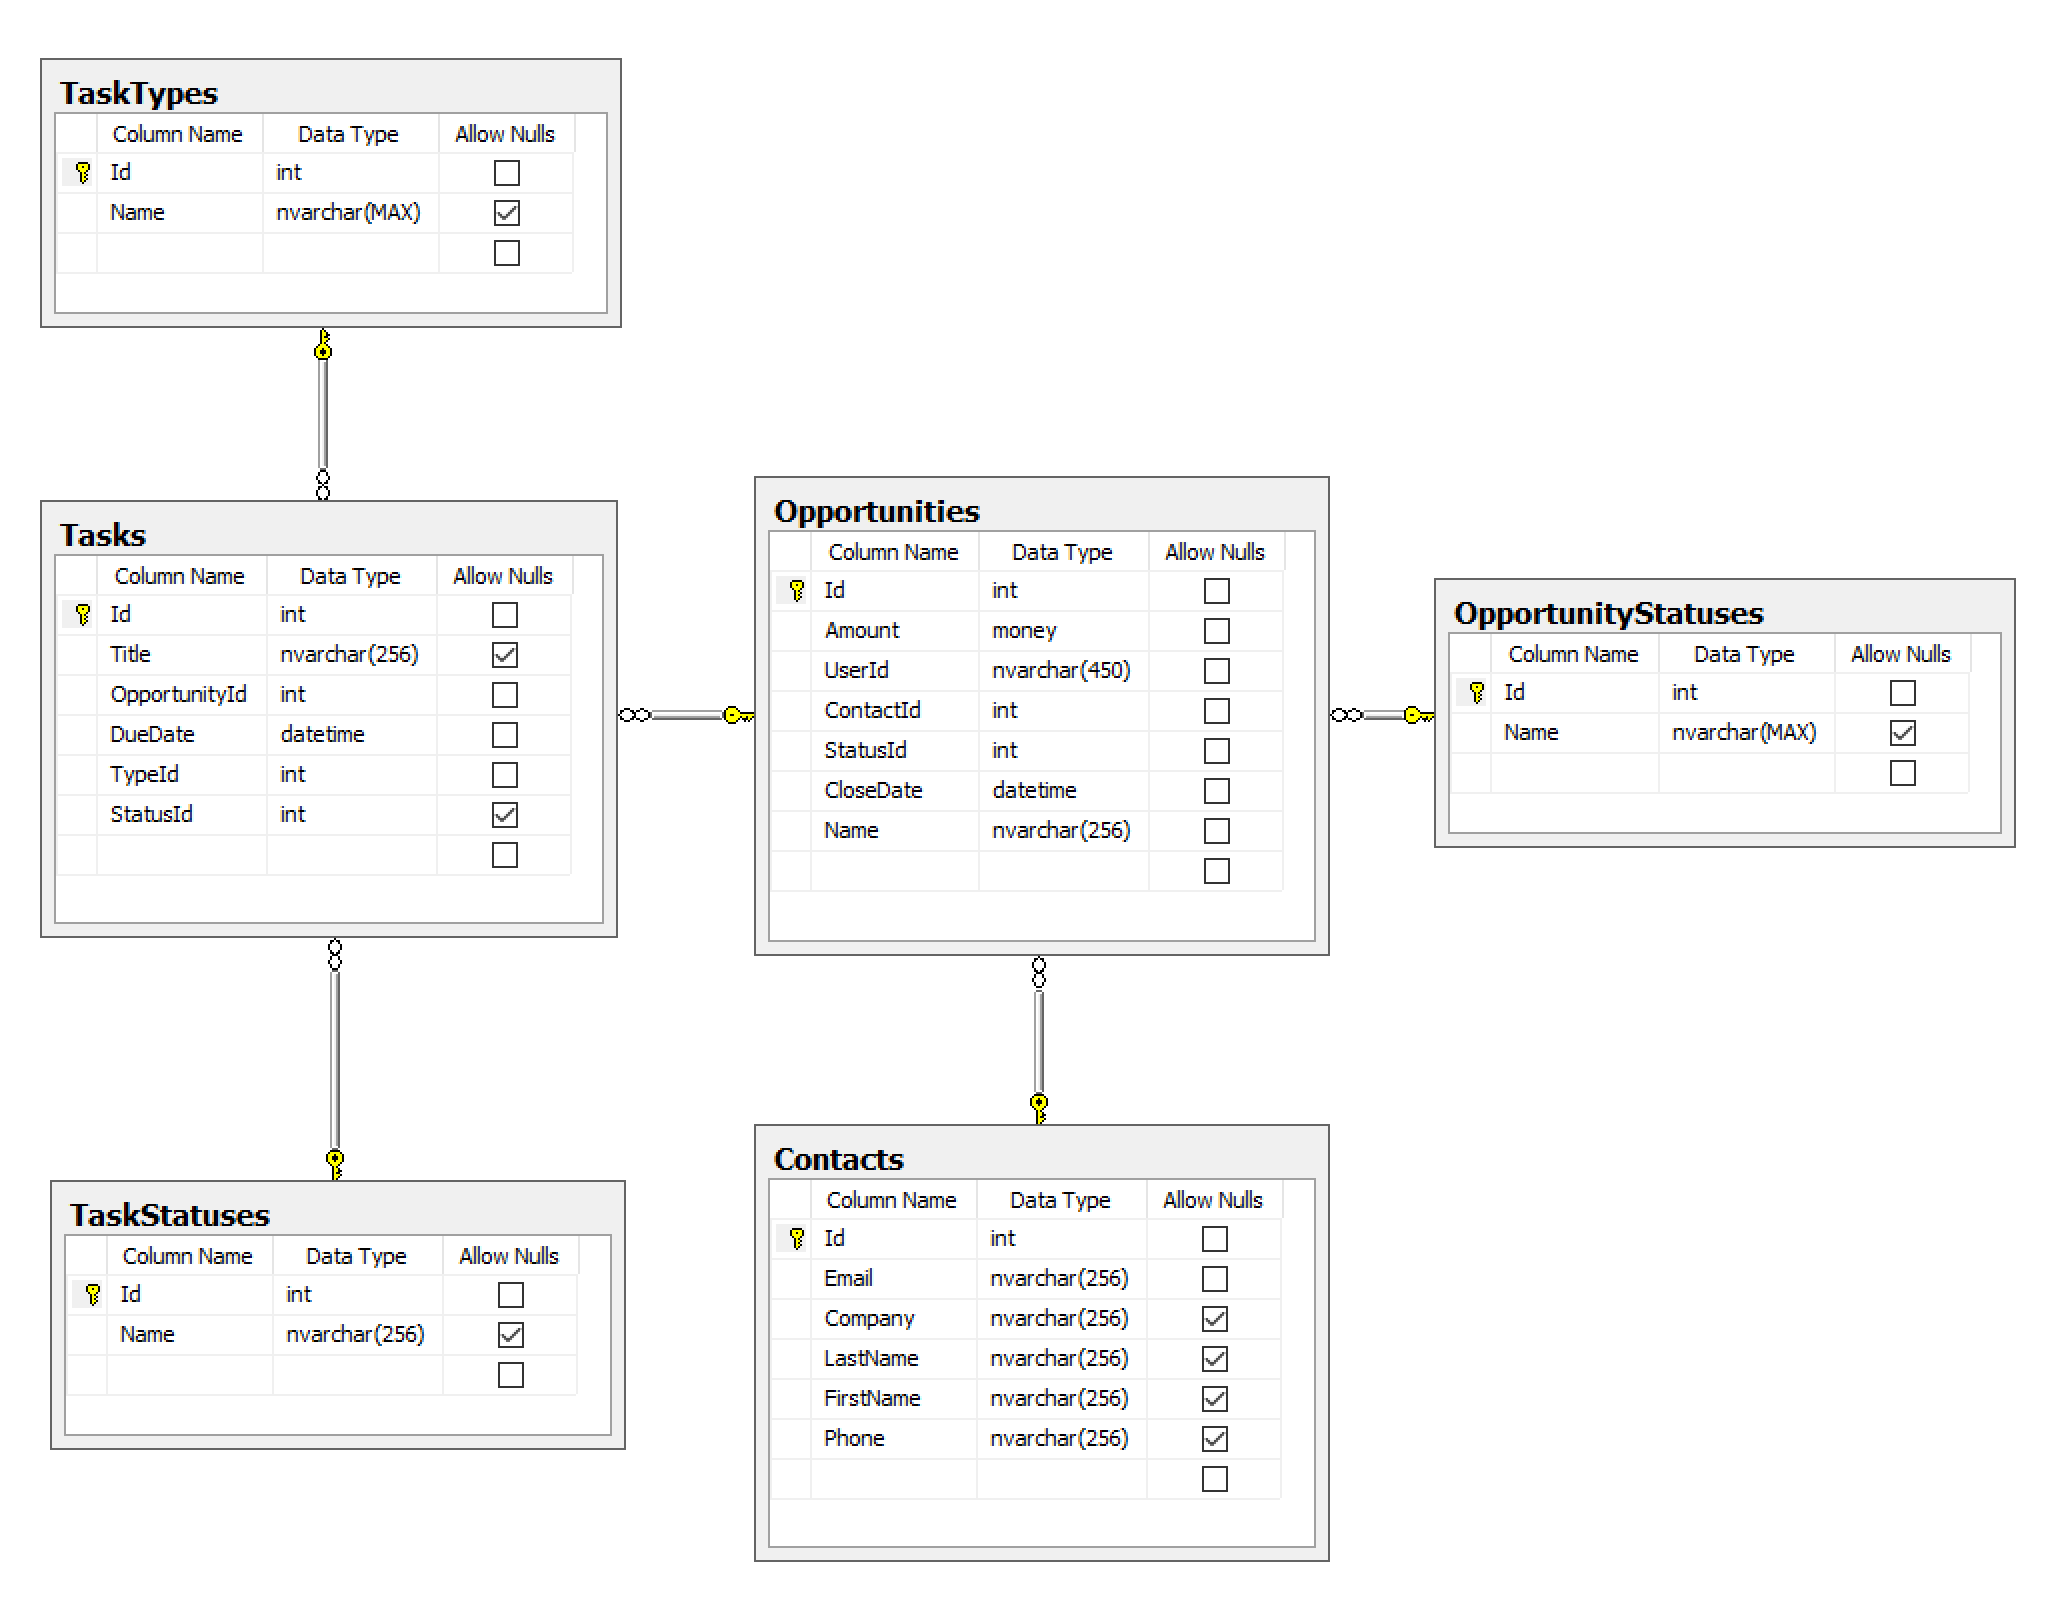 TaskTypes
Column Name Data Type Allow Nulls
Id int
Name nvarchar(MAX)
Tasks
Column Name Data Type Allow Nulls
Id int
Title nvarchar(256)
OpportunityId int
DueDate datetime
TypeId int
StatusId int
Opportunities
Column Name Data Type Allow Nulls
Id int
Amount money
UserId nvarchar(450)
ContactId int
StatusId int
CloseDate datetime
Name nvarchar(256)
OpportunityStatuses
Column Name Data Type Allow Nulls
Id int
Name nvarchar(MAX)
TaskStatuses
Column Name Data Type Allow Nulls
Id int
Name nvarchar(256)
Contacts
Column Name Data Type Allow Nulls
Id int
Email nvarchar(256)
Company nvarchar(256)
LastName nvarchar(256)
FirstName nvarchar(256)
Phone nvarchar(256)